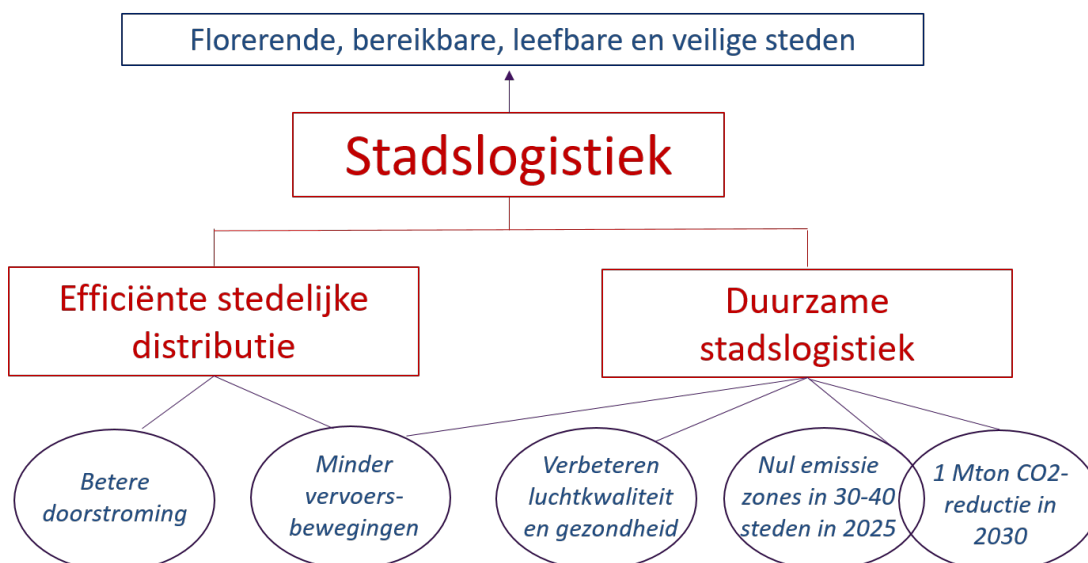 Florerende, bereikbare, leefbare en veilige steden
Stadslogistiek
Efficiënte stedelijke
distributie
Duurzame
stadslogistiek
Betere
doorstroming
Minder
vervoers-
bewegingen
Verbeteren
luchtkwaliteit
en gezondheid
Nul emissie
zones in 30-40
steden in 2025
1 Mton CO2-
reductie in
2030